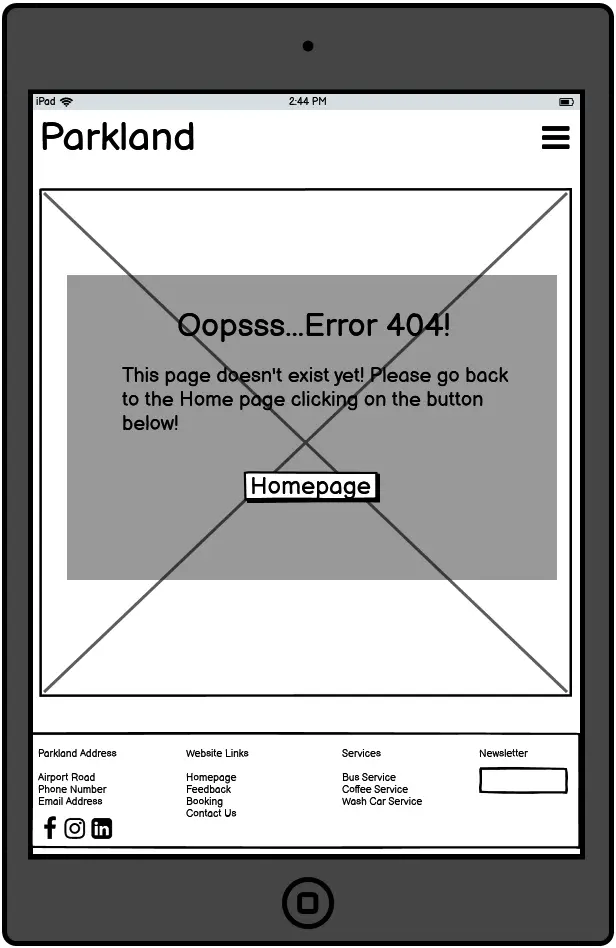 iPad 2:44 PM
Parkland
Oopsss...Error 404!
This page doesn't exist yet! Please go back
to the Home page clicking on the button
below!
Homepage
Parkland Address
Airport Road
Phone Number
Email Address
Website Links
Homepage
Feedback
Booking
Contact Us
Services
Bus Service
Coffee Service
Wash Car Service
Newsletter